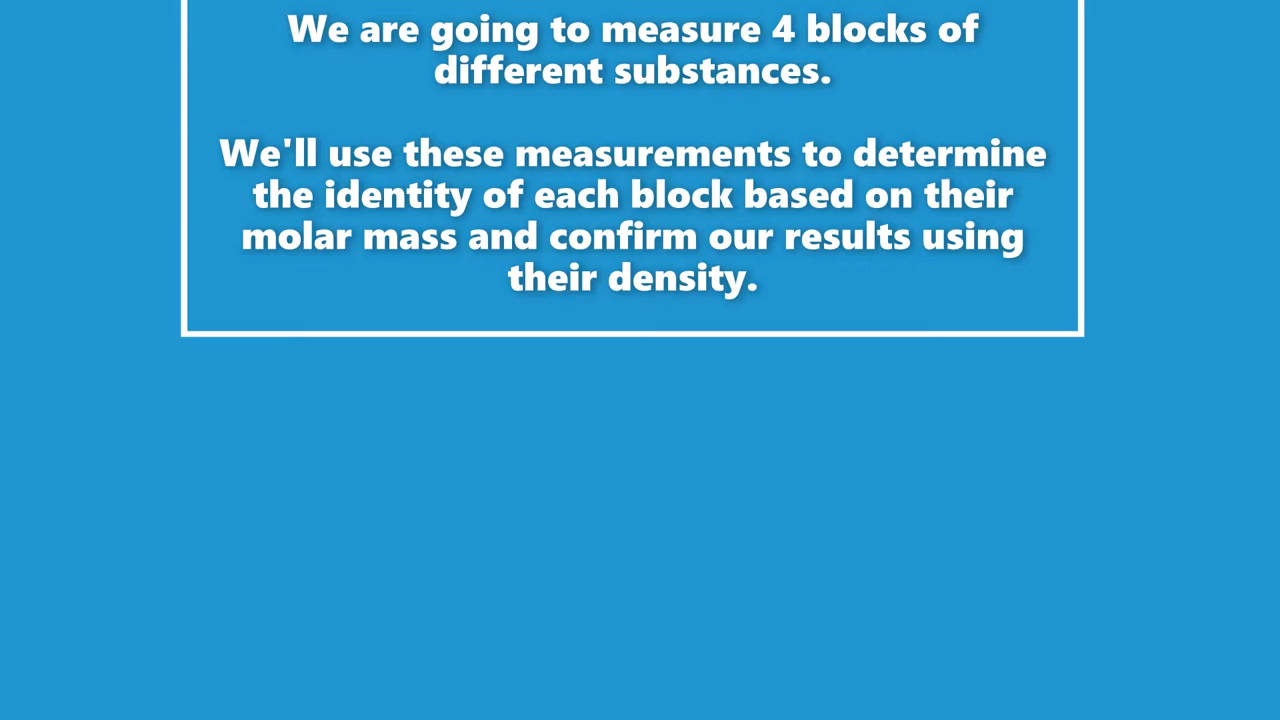 We are going to measure 4 blocks of
different substances.
We'll use these measurements to determine
the identity of each block based on their
molar mass and confirm our results using
their density.